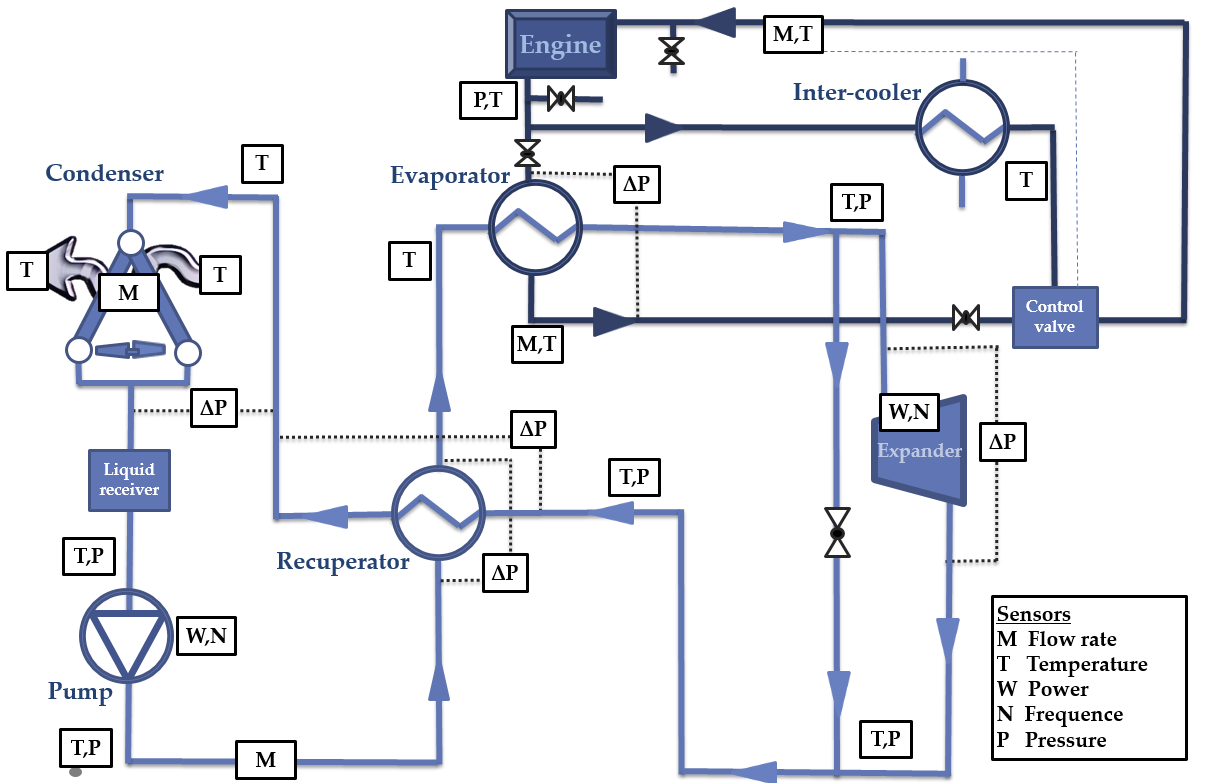 Engine
M,T
P,T
Inter-cooler
Condenser
T
Evaporator
ΔP
T
T,P
T
T
T
M
Control
valve
M,T
ΔP
W,N
Expander
ΔP
ΔP
Liquid
receiver
T,P
Recuperator
ΔP
T,P
W,N
Pump
T,P
M
T,P
Sensors
M Flow rate
T Temperature
W Power
N Frequence
P Pressure